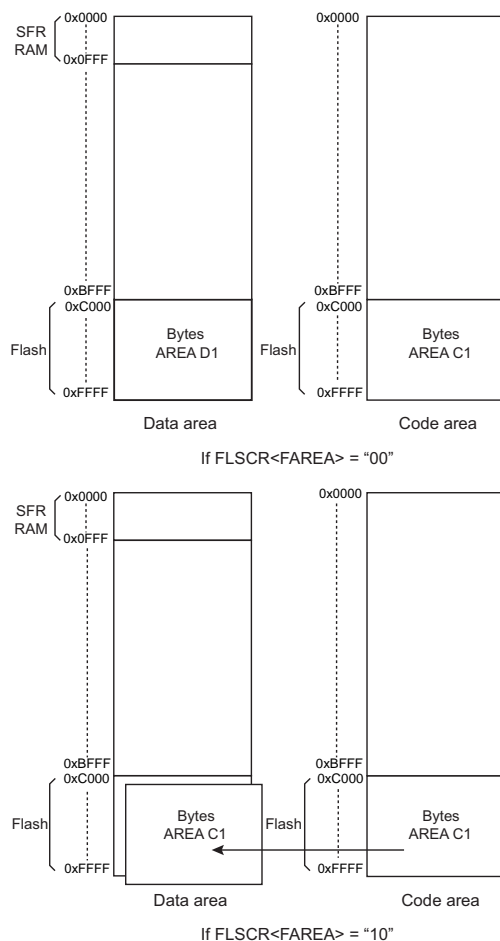 0x0000
SFR
RAM
0x0FFF
0xBFFF
0xC000
Flash
Bytes
AREA D1
0xFFFF
Data area
0x0000
0xBFFF
0xC000
Flash
Bytes
AREA C1
0xFFFF
Code area
If FLSCR<FAREA> = “00”
0x0000
SFR
RAM
0x0FFF
0xBFFF
0xC000
Flash
Bytes
AREA C1
0xFFFF
Data area
0x0000
0xBFFF
0xC000
Flash
Bytes
AREA C1
0xFFFF
Code area
If FLSCR<FAREA> = “10”